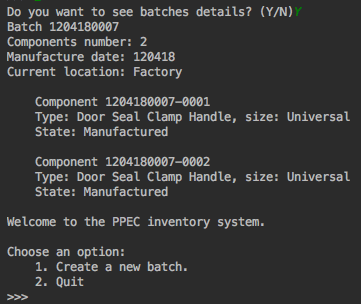 Do you want to see batches details? (Y/N)Y
Batch 1204180007
Components number: 2
Manufacture date: 120418
Current location: Factory
Component 1204180007-0001
Type: Door Seal Clamp Handle, size: Universal
State: Manufactured
Component 1204180007-0002
Type: Door Seal Clamp Handle, size: Universal
State: Manufactured
Welcome to the PPEC inventory system.
Choose an option:
1. Create a new batch.
2. Quit
>>>